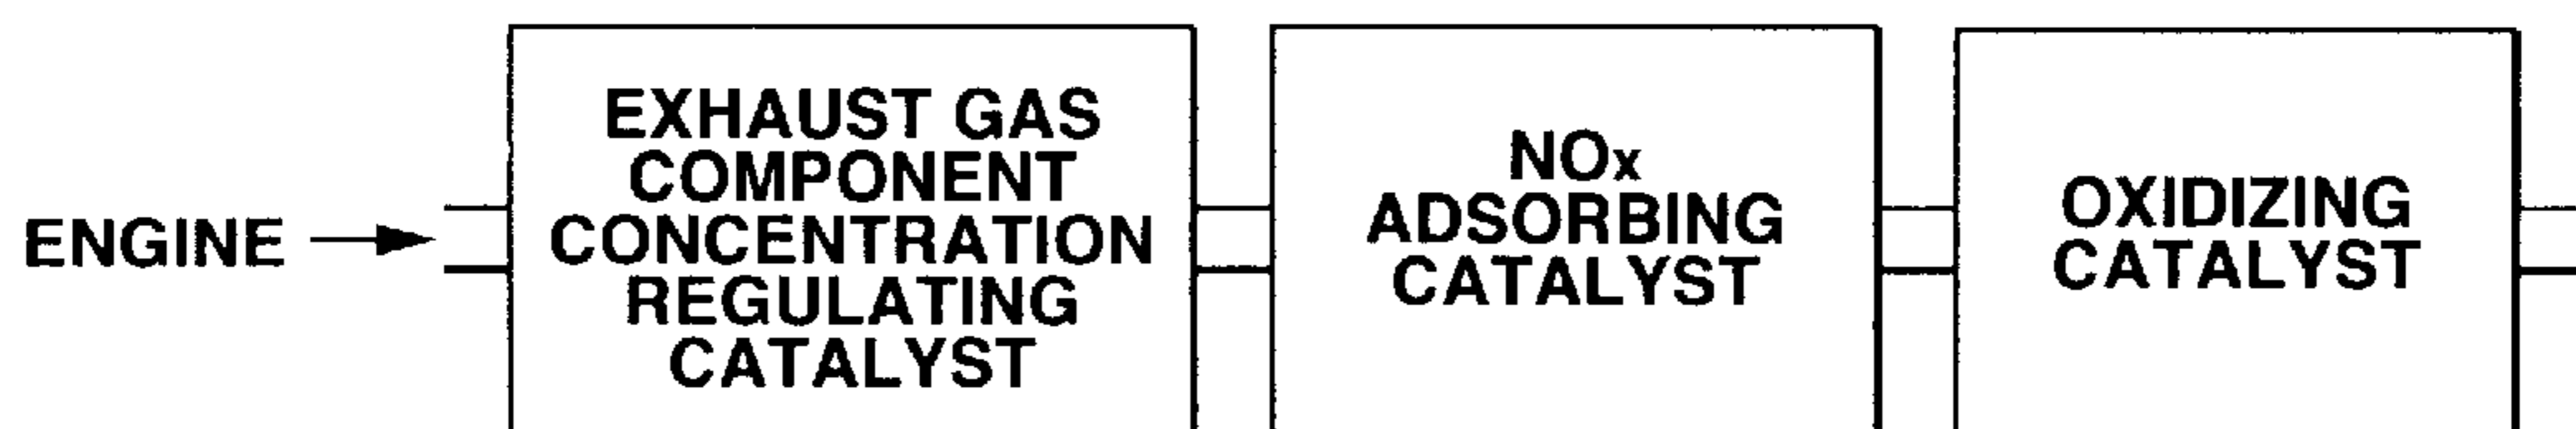 ENGINE
EXHAUST GAS
COMPONENT
CONCENTRATION
REGULATING
CATALYST
NOx
ADSORBING
CATALYST
OXIDIZING
CATALYST